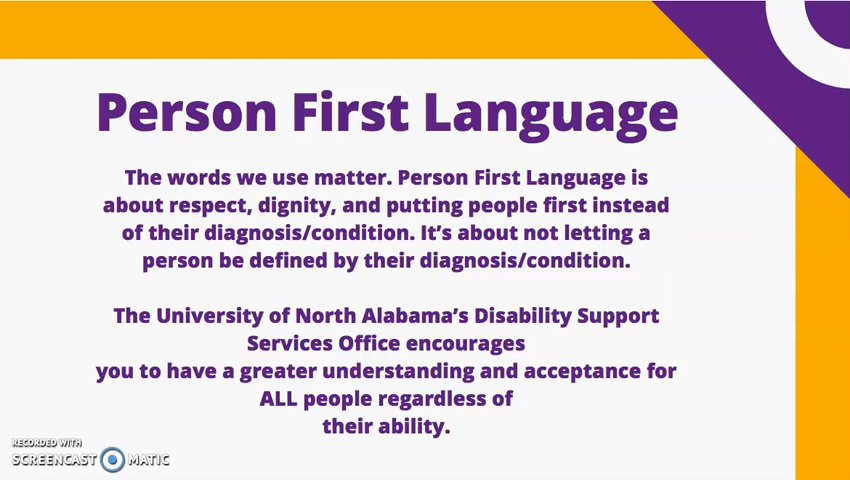 Person First Language
The words we use matter. Person First Language is
about respect, dignity, and putting people first instead
of their diagnosis/condition. It’s about not letting a
person be defined by their diagnosis/condition.
The University of North Alabama’s Disability Support
Services Office encourages
you to have a greater understanding and acceptance for
ALL people regardless of
their ability.
RECORDED WITH
SCREENCAST MATIC